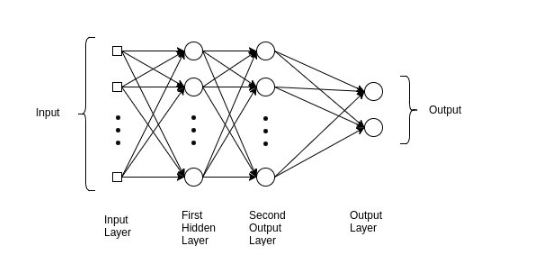 Input
Output
Input
Layer
First
Hidden
Layer
Second
Output
Layer
Output
Layer